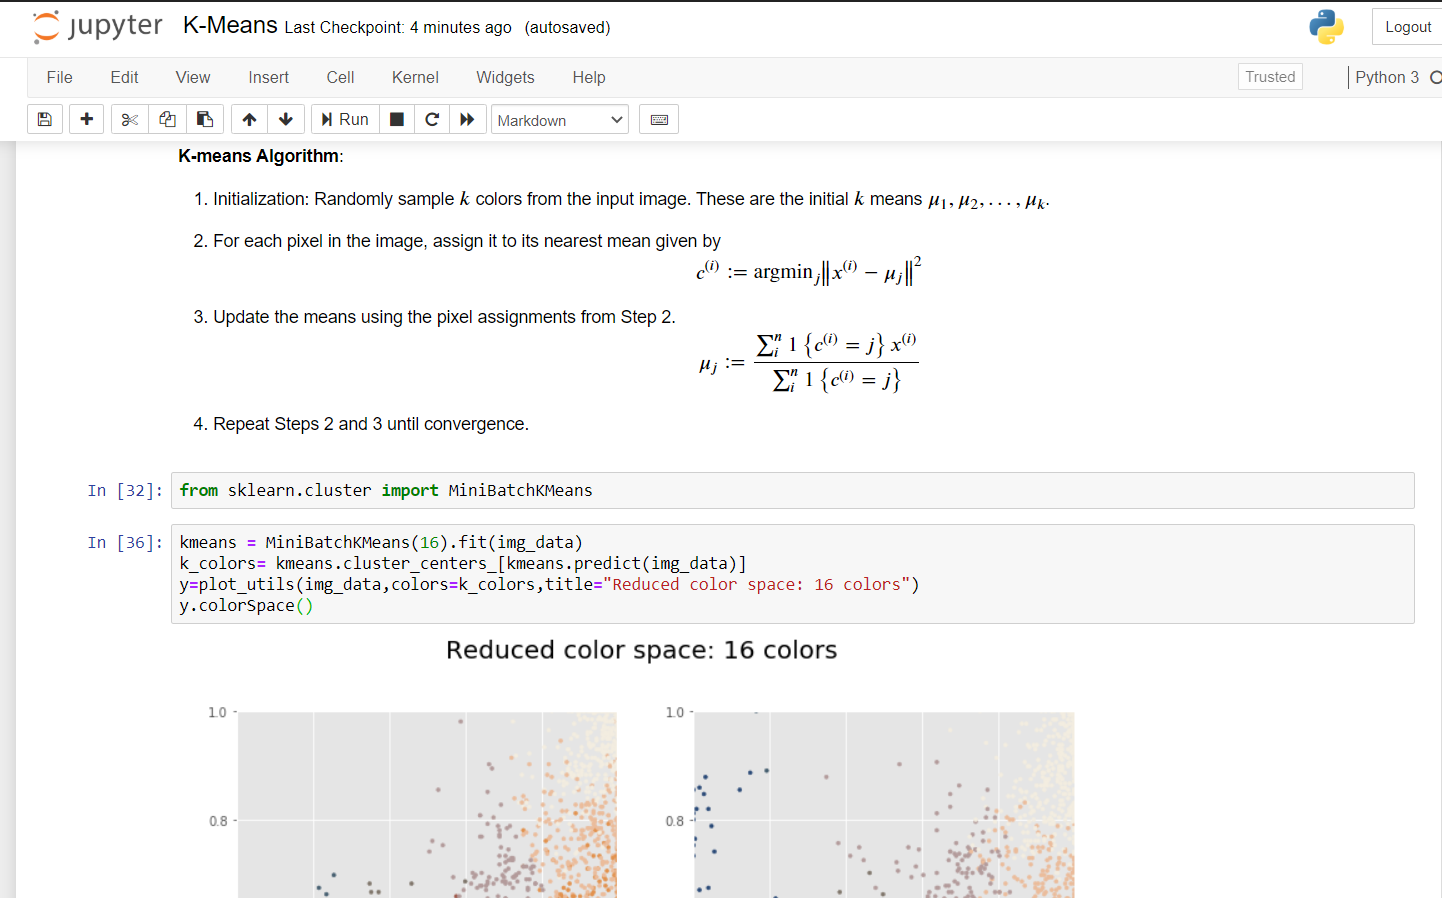 jupyter K-Means Last Checkpoint: 4 minutes ago (autosaved) Logout
File Edit View Insert Cell Kernel Widgets Help Trusted Python 3
Run Markdown
K-means Algorithm:
1. Initialization: Randomly sample k colors from the input image. These are the initial k means μ₁, μ₂, . . . , μₖ.
2. For each pixel in the image, assign it to its nearest mean given by
c⁽ⁱ⁾ := argminⱼ‖x⁽ⁱ⁾ − μⱼ‖²
3. Update the means using the pixel assignments from Step 2.
μⱼ := ∑ᵢⁿ 1 {c⁽ⁱ⁾ = j} x⁽ⁱ⁾ / ∑ᵢⁿ 1 {c⁽ⁱ⁾ = j}
4. Repeat Steps 2 and 3 until convergence.
In [32]: from sklearn.cluster import MiniBatchKMeans
In [36]: kmeans = MiniBatchKMeans(16).fit(img_data)
k_colors= kmeans.cluster_centers_[kmeans.predict(img_data)]
y=plot_utils(img_data,colors=k_colors,title="Reduced color space: 16 colors")
y.colorSpace()
Reduced color space: 16 colors
1.0 1.0
0.8 0.8